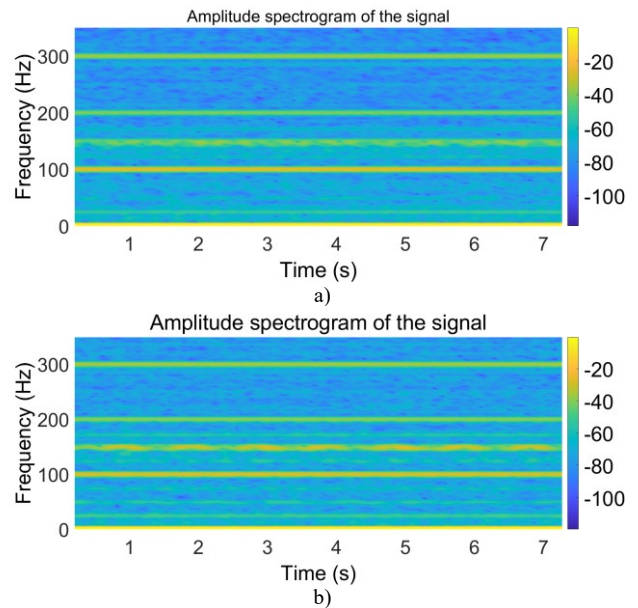 Amplitude spectrogram of the signal
Frequency (Hz)
300
200
100
0
1 2 3 4 5 6 7
Time (s)
-20
-40
-60
-80
-100
a)
Amplitude spectrogram of the signal
Frequency (Hz)
300
200
100
0
1 2 3 4 5 6 7
Time (s)
-20
-40
-60
-80
-100
b)